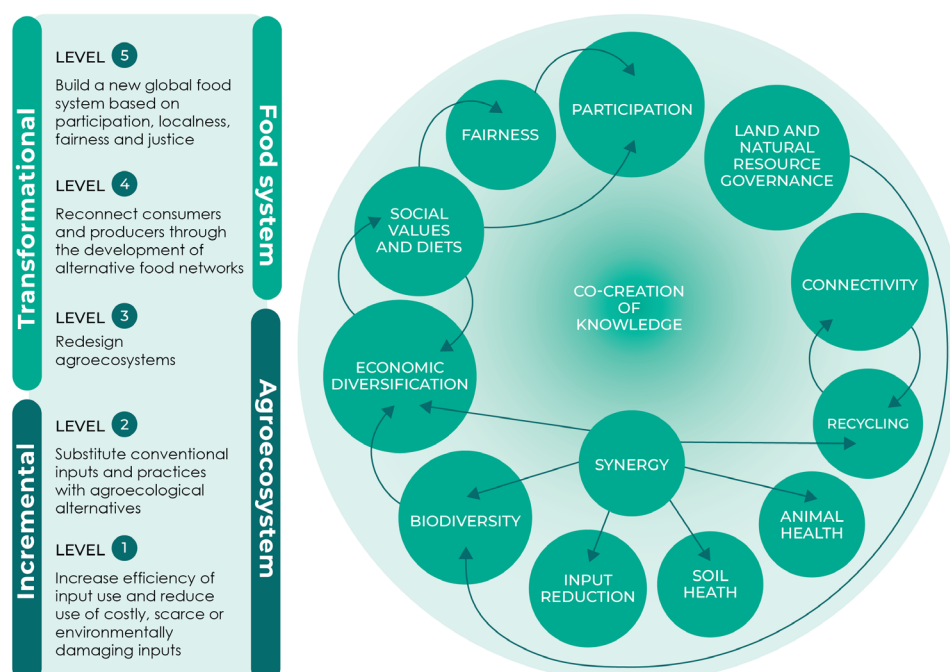 Transformational
Incremental
Food system
Agroecosystem
LEVEL 5
Build a new global food
system based on
participation, localness,
fairness and justice
LEVEL 4
Reconnect consumers
and producers through
the development of
alternative food networks
LEVEL 3
Redesign
agroecosystems
LEVEL 2
Substitute conventional
inputs and practices
with agroecological
alternatives
LEVEL 1
Increase efficiency of
input use and reduce
use of costly, scarce or
environmentally
damaging inputs
PARTICIPATION
FAIRNESS
LAND AND
NATURAL
RESOURCE
GOVERNANCE
SOCIAL
VALUES
AND DIETS
CONNECTIVITY
CO-CREATION
OF
KNOWLEDGE
ECONOMIC
DIVERSIFICATION
RECYCLING
SYNERGY
BIODIVERSITY
ANIMAL
HEALTH
INPUT
REDUCTION
SOIL
HEATH